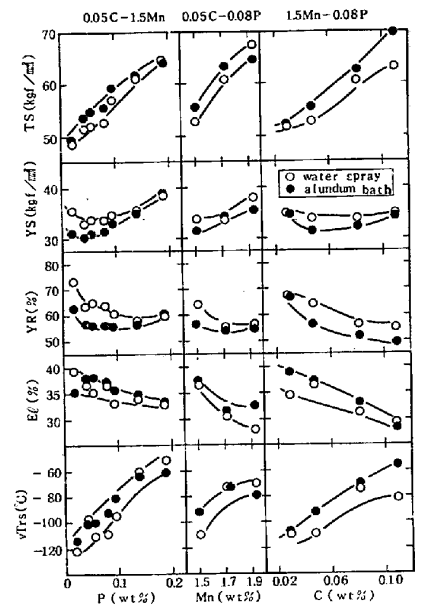 0.05C-1.5Mn 0.05C-0.08P 1.5Mn-0.08P
TS(kgf/㎟)
70
60
50
YS(kgf/㎟)
40
30
○ water spray
● alundum bath
YR(%)
80
70
60
50
Eℓ(%)
40
35
30
vTrs(℃)
-60
-80
-100
-120
0 0.1 0.2 1.5 1.7 1.9 0.02 0.06 0.10
P (wt%) Mn(wt%) C (wt%)